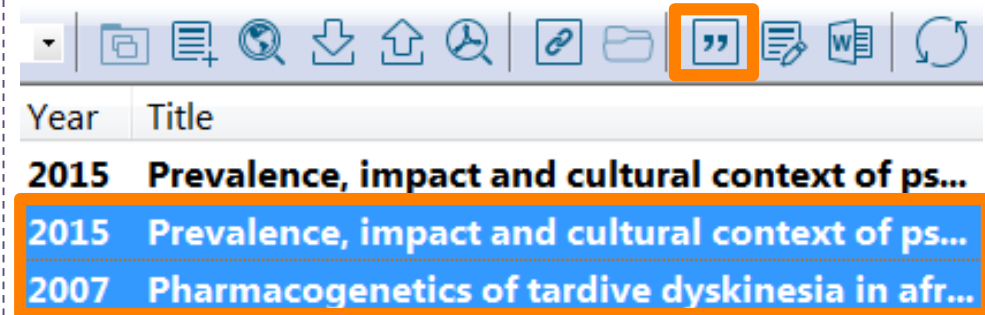 Year Title
2015 Prevalence, impact and cultural context of ps...
2015 Prevalence, impact and cultural context of ps...
2007 Pharmacogenetics of tardive dyskinesia in afr...